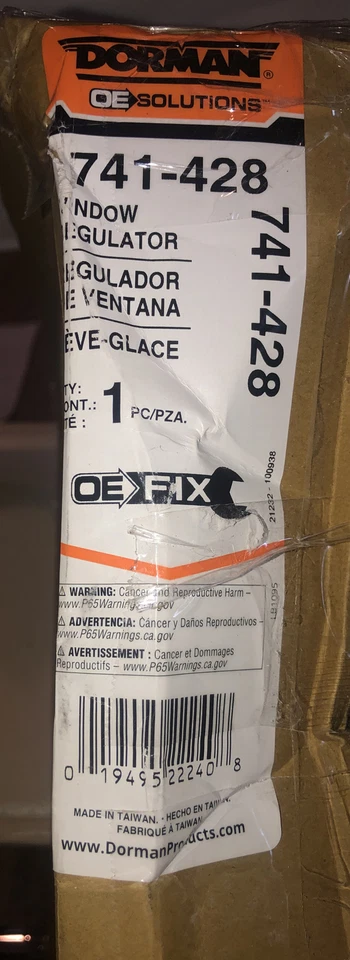 DORMAN®
OE SOLUTIONS™
741-428
741-428
NDOW
EGULATOR
EGULADOR
E VENTANA
ÈVE-GLACE
TY:
ONT.: 1 PC/PZA.
TÉ :
OE FIX
21232 - 100938
LB1095
⚠ WARNING: Cancer and Reproductive Harm –
www.P65Warnings.ca.gov
⚠ ADVERTENCIA: Cáncer y Daños Reproductivos –
www.P65Warnings.ca.gov
⚠ AVERTISSEMENT : Cancer et Dommages
Reproductifs – www.P65Warnings.ca.gov
0 19495 22240 8
MADE IN TAIWAN. • HECHO EN TAIWAN.
FABRIQUÉ À TAIWAN
www.DormanProducts.com